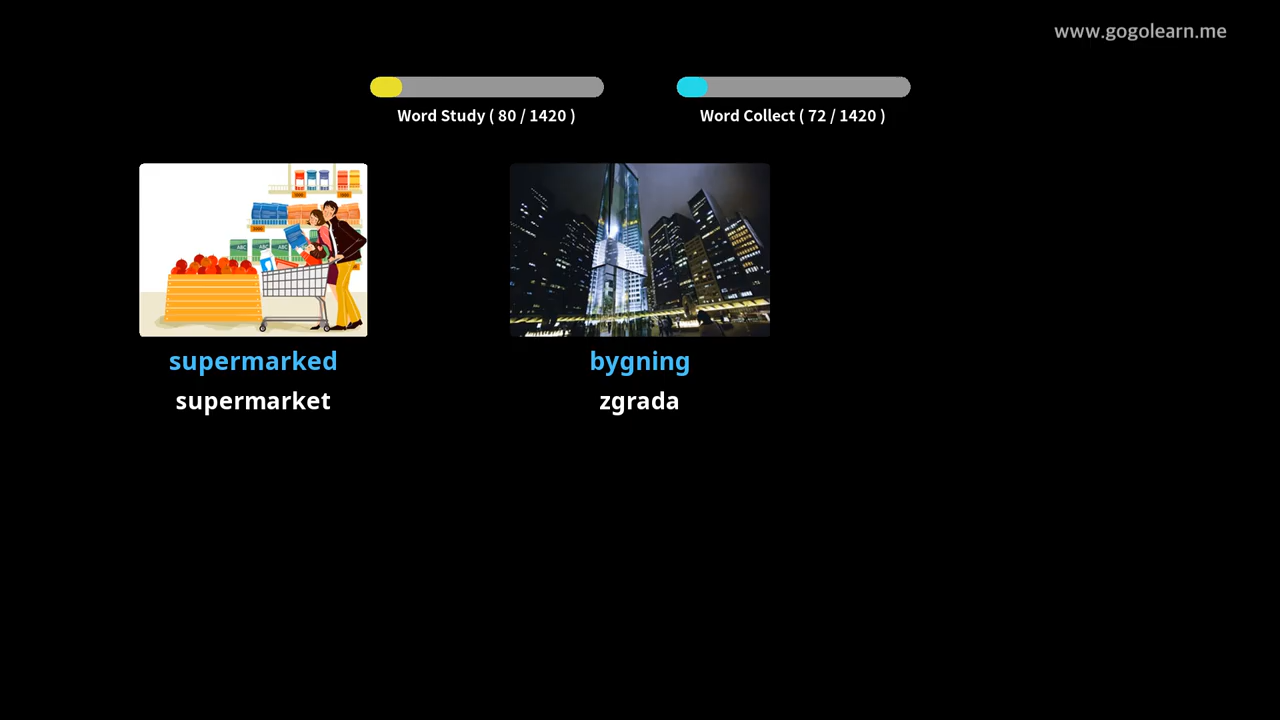 www.gogolearn.me
Word Study ( 80 / 1420 )
Word Collect ( 72 / 1420 )
supermarked
supermarket
bygning
zgrada